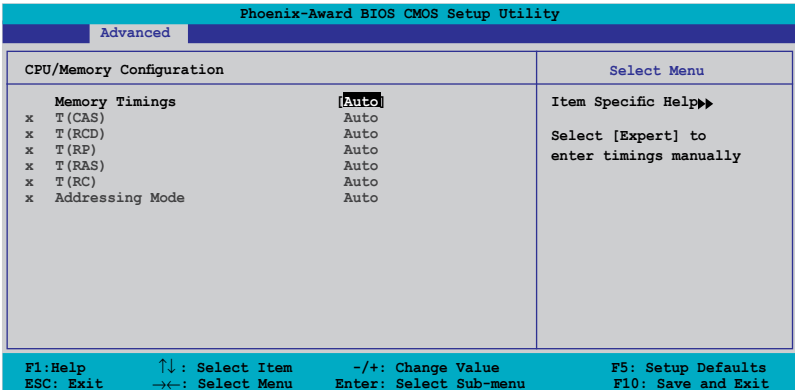 Phoenix-Award BIOS CMOS Setup Utility
Advanced
CPU/Memory Configuration
Select Menu
Memory Timings [Auto]
x T(CAS) Auto
x T(RCD) Auto
x T(RP) Auto
x T(RAS) Auto
x T(RC) Auto
x Addressing Mode Auto
Item Specific Help▶▶
Select [Expert] to
enter timings manually
F1:Help ↑↓: Select Item -/+: Change Value F5: Setup Defaults
ESC: Exit →←: Select Menu Enter: Select Sub-menu F10: Save and Exit